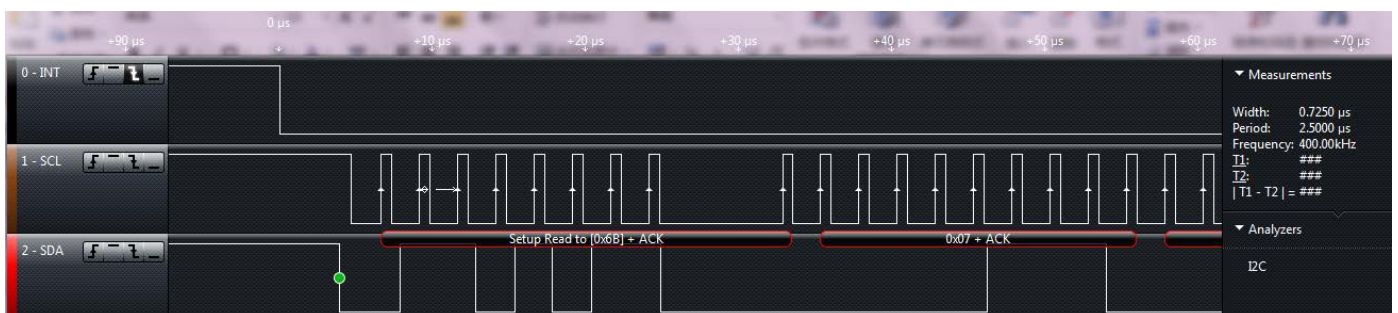 0 µs
+90 µs
+10 µs
+20 µs
+30 µs
+40 µs
+50 µs
+60 µs
+70 µs
0 - INT
1 - SCL
2 - SDA
Setup Read to [0x6B] + ACK
0x07 + ACK
Measurements
Width: 0.7250 µs
Period: 2.5000 µs
Frequency: 400.00kHz
T1: ###
T2: ###
| T1 - T2 | = ###
Analyzers
I2C